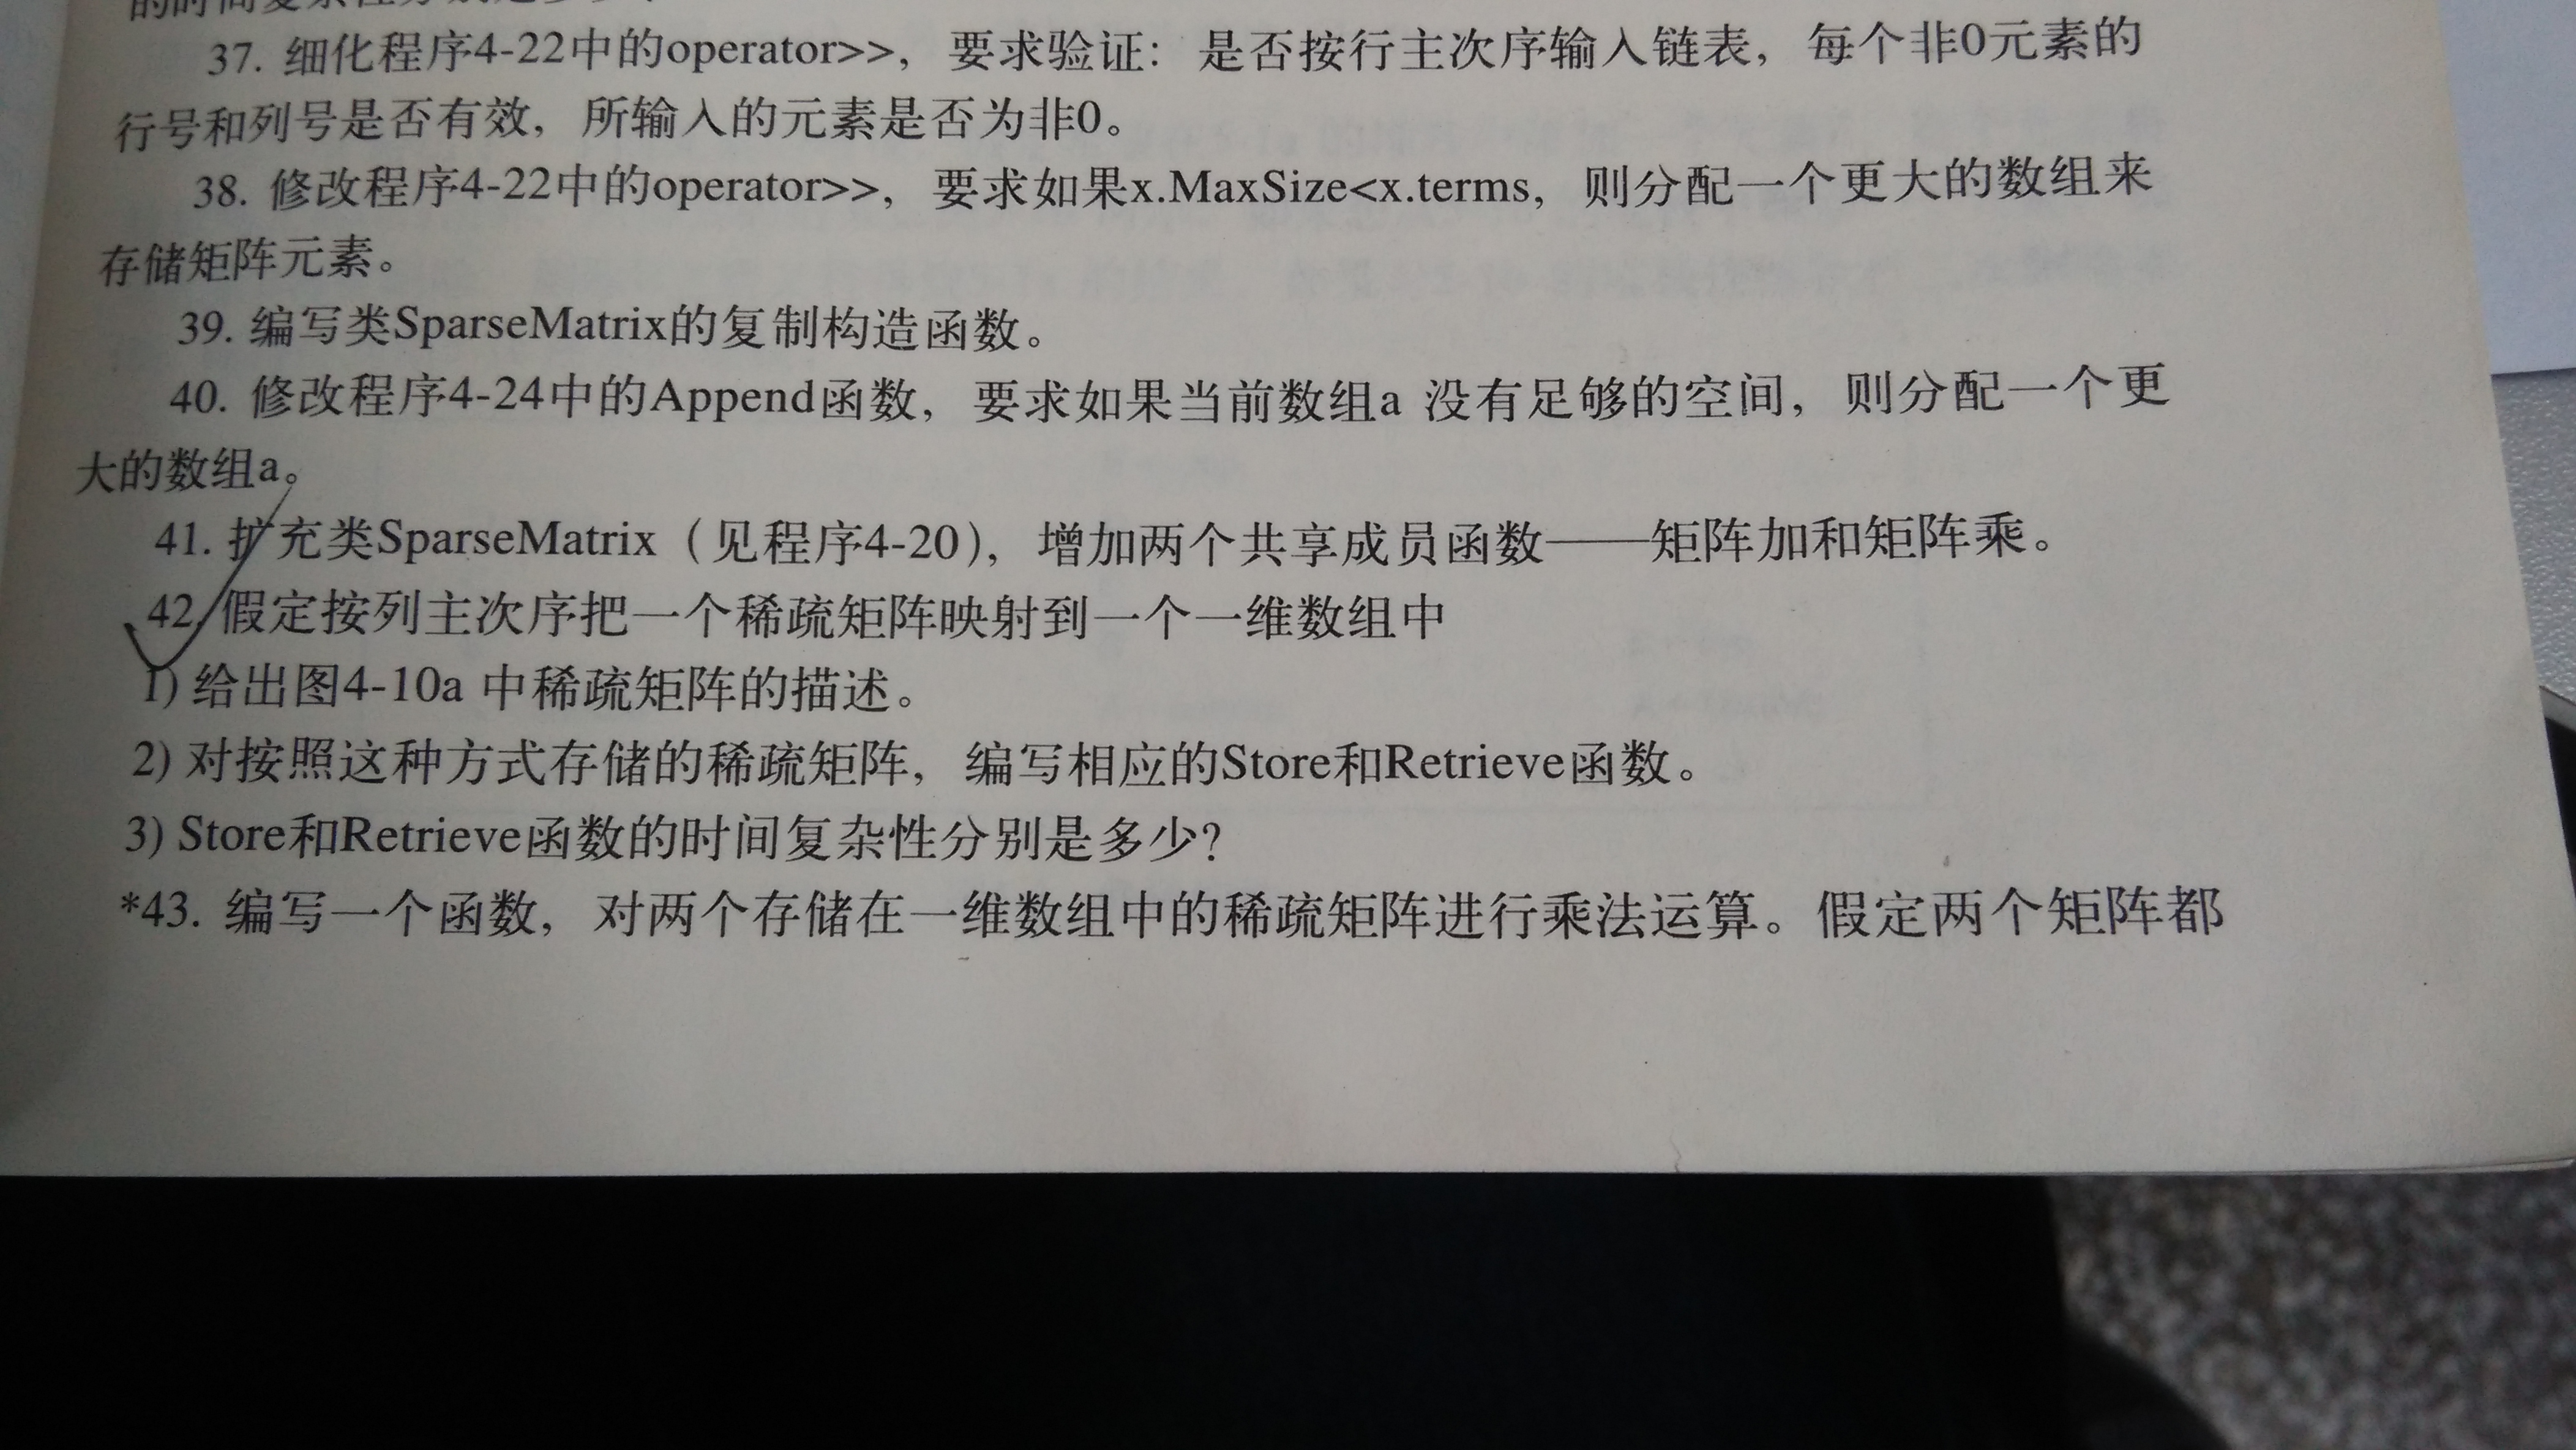 37. 细化程序4-22中的operator>>，要求验证：是否按行主次序输入链表，每个非0元素的
行号和列号是否有效，所输入的元素是否为非0。
38. 修改程序4-22中的operator>>，要求如果x.MaxSize<x.terms，则分配一个更大的数组来
存储矩阵元素。
39. 编写类SparseMatrix的复制构造函数。
40. 修改程序4-24中的Append函数，要求如果当前数组a 没有足够的空间，则分配一个更
大的数组a。
41. 扩充类SparseMatrix（见程序4-20），增加两个共享成员函数——矩阵加和矩阵乘。
42. 假定按列主次序把一个稀疏矩阵映射到一个一维数组中
1) 给出图4-10a 中稀疏矩阵的描述。
2) 对按照这种方式存储的稀疏矩阵，编写相应的Store和Retrieve函数。
3) Store和Retrieve函数的时间复杂性分别是多少?
*43. 编写一个函数，对两个存储在一维数组中的稀疏矩阵进行乘法运算。假定两个矩阵都